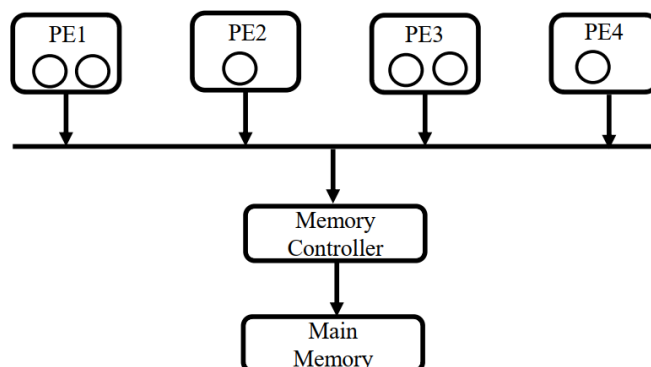 PE1
PE2
PE3
PE4
Memory
Controller
Main
Memory